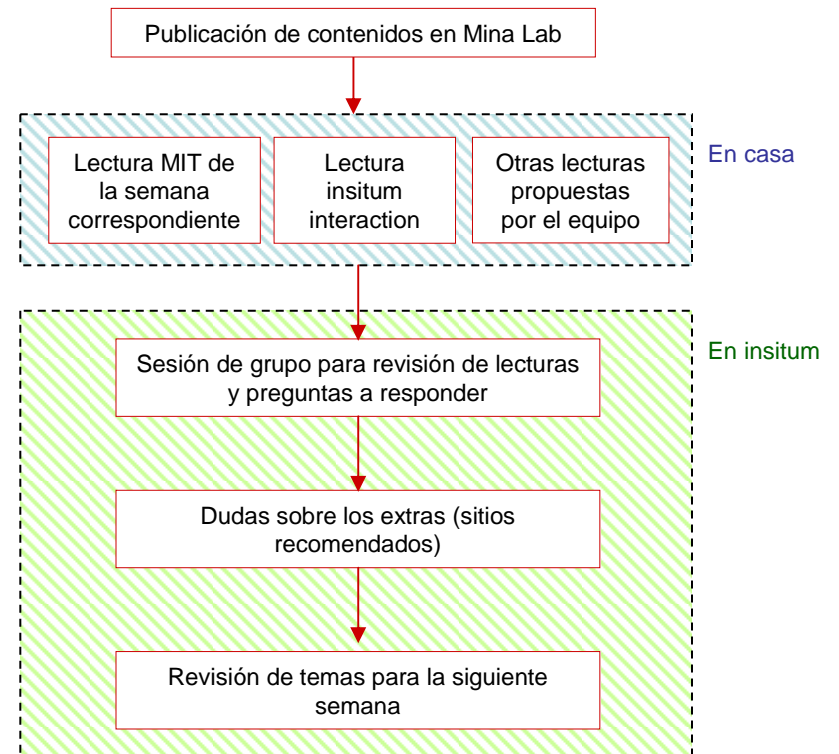 Publicación de contenidos en Mina Lab
Lectura MIT de
la semana
correspondiente
Lectura
insitum
interaction
Otras lecturas
propuestas
por el equipo
En casa
Sesión de grupo para revisión de lecturas
y preguntas a responder
En insitum
Dudas sobre los extras (sitios
recomendados)
Revisión de temas para la siguiente
semana